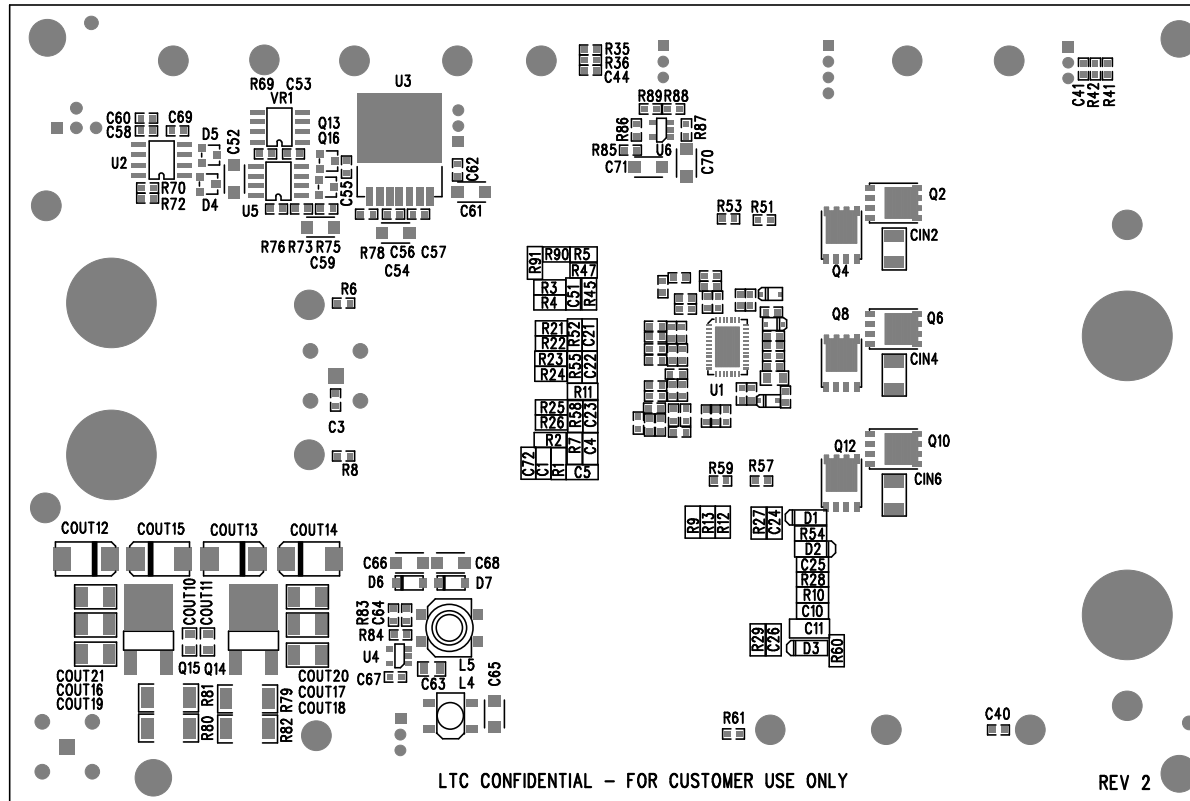 R35
R36
C44
C41
R42
R41
R69 C53
VR1
U3
R89 R88
R86
R87
R85
U6
C71
C70
C60
C58
C69
D5
C52
Q13
Q16
U2
C62
R70
R72
D4
U5
C55
C61
R76 R73 R75
C59
R78 C56 C57
C54
R53
R51
Q2
CIN2
Q4
R91
R90
R5
R47
R3
R4
C51
R45
R6
Q8
Q6
CIN4
R21
R22
R52
C21
R23
R24
R55
C22
U1
R11
R25
R26
R58
C23
C3
R2
R7
C4
C72
C1
R1
C5
R8
Q12
Q10
CIN6
R59
R57
R9
R13
R12
R27
C24
D1
R54
D2
C25
R28
R10
C10
C11
D3
R60
R29
C26
COUT12
COUT15
COUT13
COUT14
C66
C68
D6
D7
COUT10
COUT11
R83
C64
R84
U4
C67
C63
L5
L4
C65
Q15
Q14
COUT21
COUT16
COUT19
COUT20
COUT17
COUT18
R81
R80
R79
R82
R61
C40
LTC CONFIDENTIAL - FOR CUSTOMER USE ONLY
REV 2